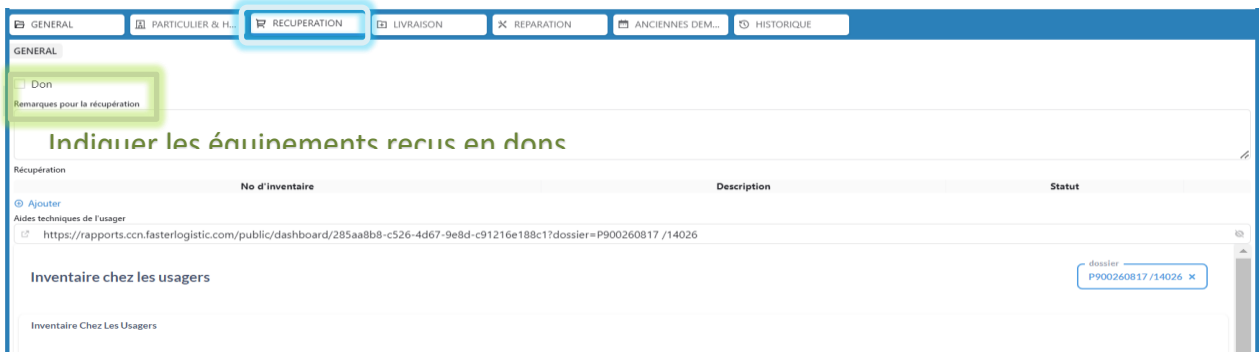 GENERAL PARTICULIER & H... RECUPERATION LIVRAISON REPARATION ANCIENNES DEM... HISTORIQUE
GENERAL
Don
Remarques pour la récupération
Indiquer les équipements reçus en dons
Récupération
No d'inventaire Description Statut
Ajouter
Aides techniques de l'usager
https://rapports.ccn.fasterlogistic.com/public/dashboard/285aa8b8-c526-4d67-9e8d-c91216e188c1?dossier=P900260817 /14026
dossier
Inventaire chez les usagers P900260817 /14026 ×
Inventaire Chez Les Usagers